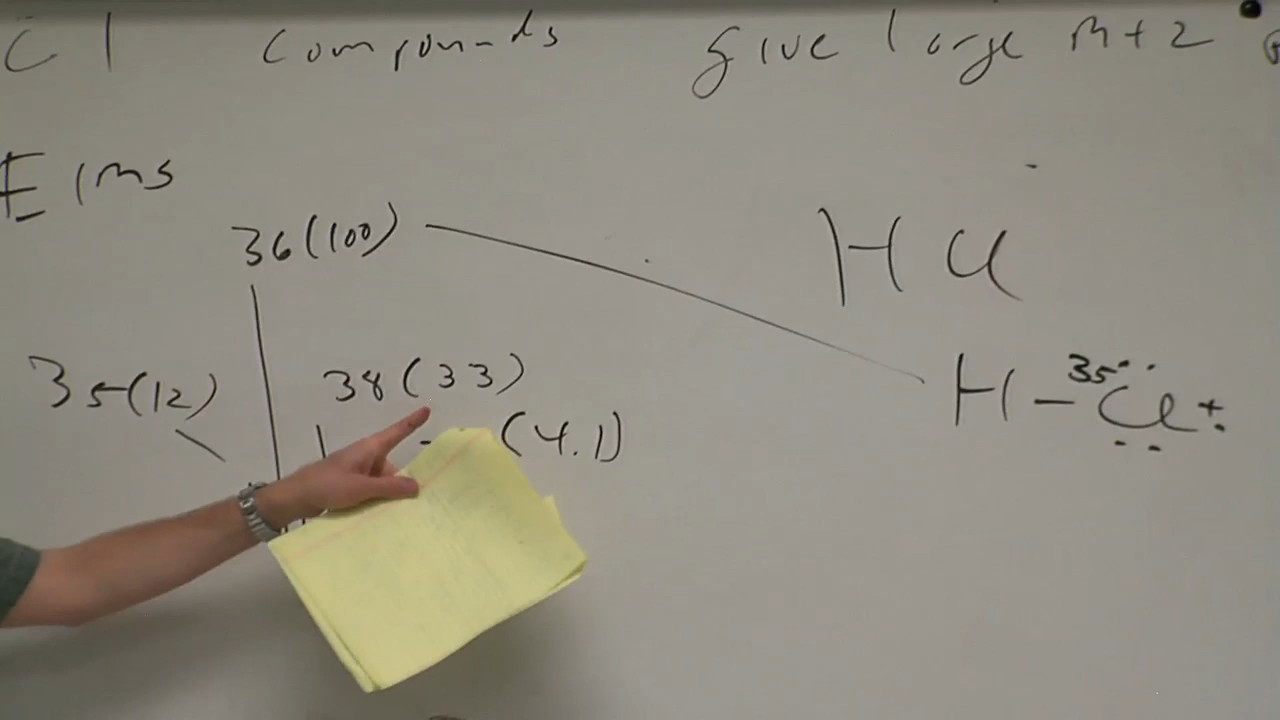 Cl Compounds give large m+2
EIMS
36(100)
HCl
35(12) 38(33)
H-35Cl+
(4.1)